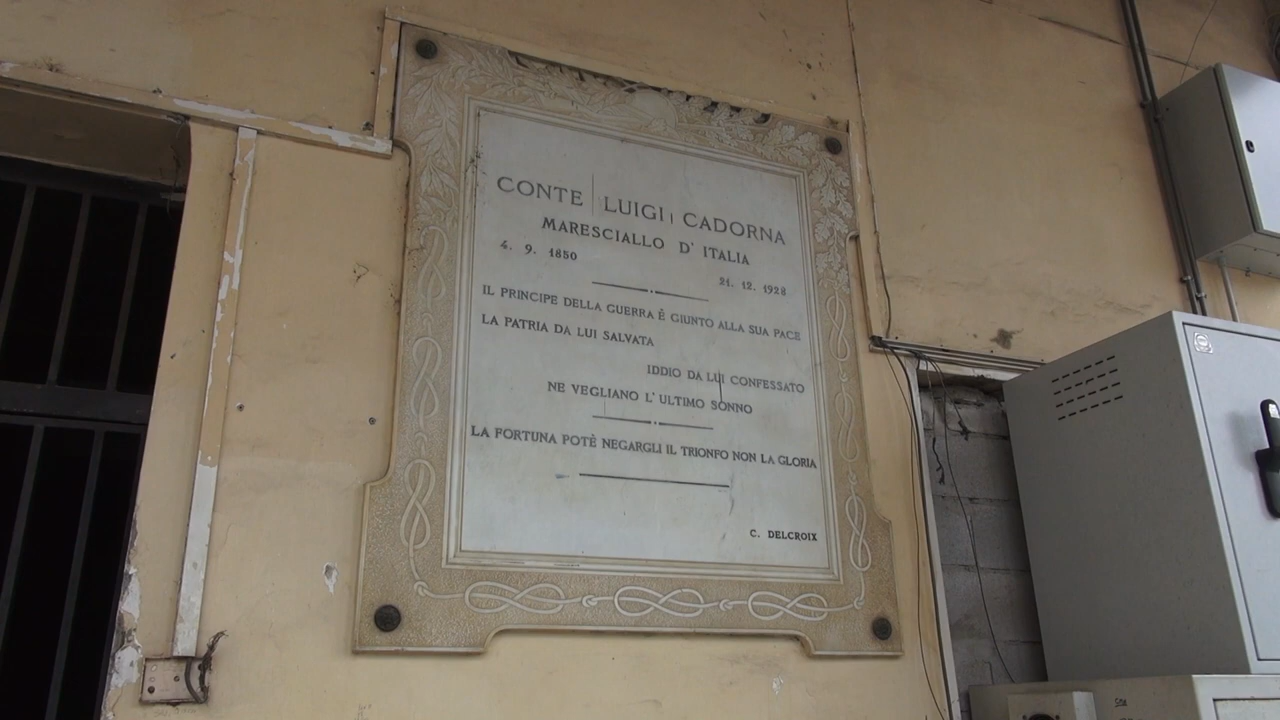 CONTE LUIGI CADORNA
MARESCIALLO D' ITALIA
4. 9. 1850
21. 12. 1928
IL PRINCIPE DELLA GUERRA È GIUNTO ALLA SUA PACE
LA PATRIA DA LUI SALVATA
IDDIO DA LUI CONFESSATO
NE VEGLIANO L' ULTIMO SONNO
LA FORTUNA POTÈ NEGARGLI IL TRIONFO NON LA GLORIA
C. DELCROIX